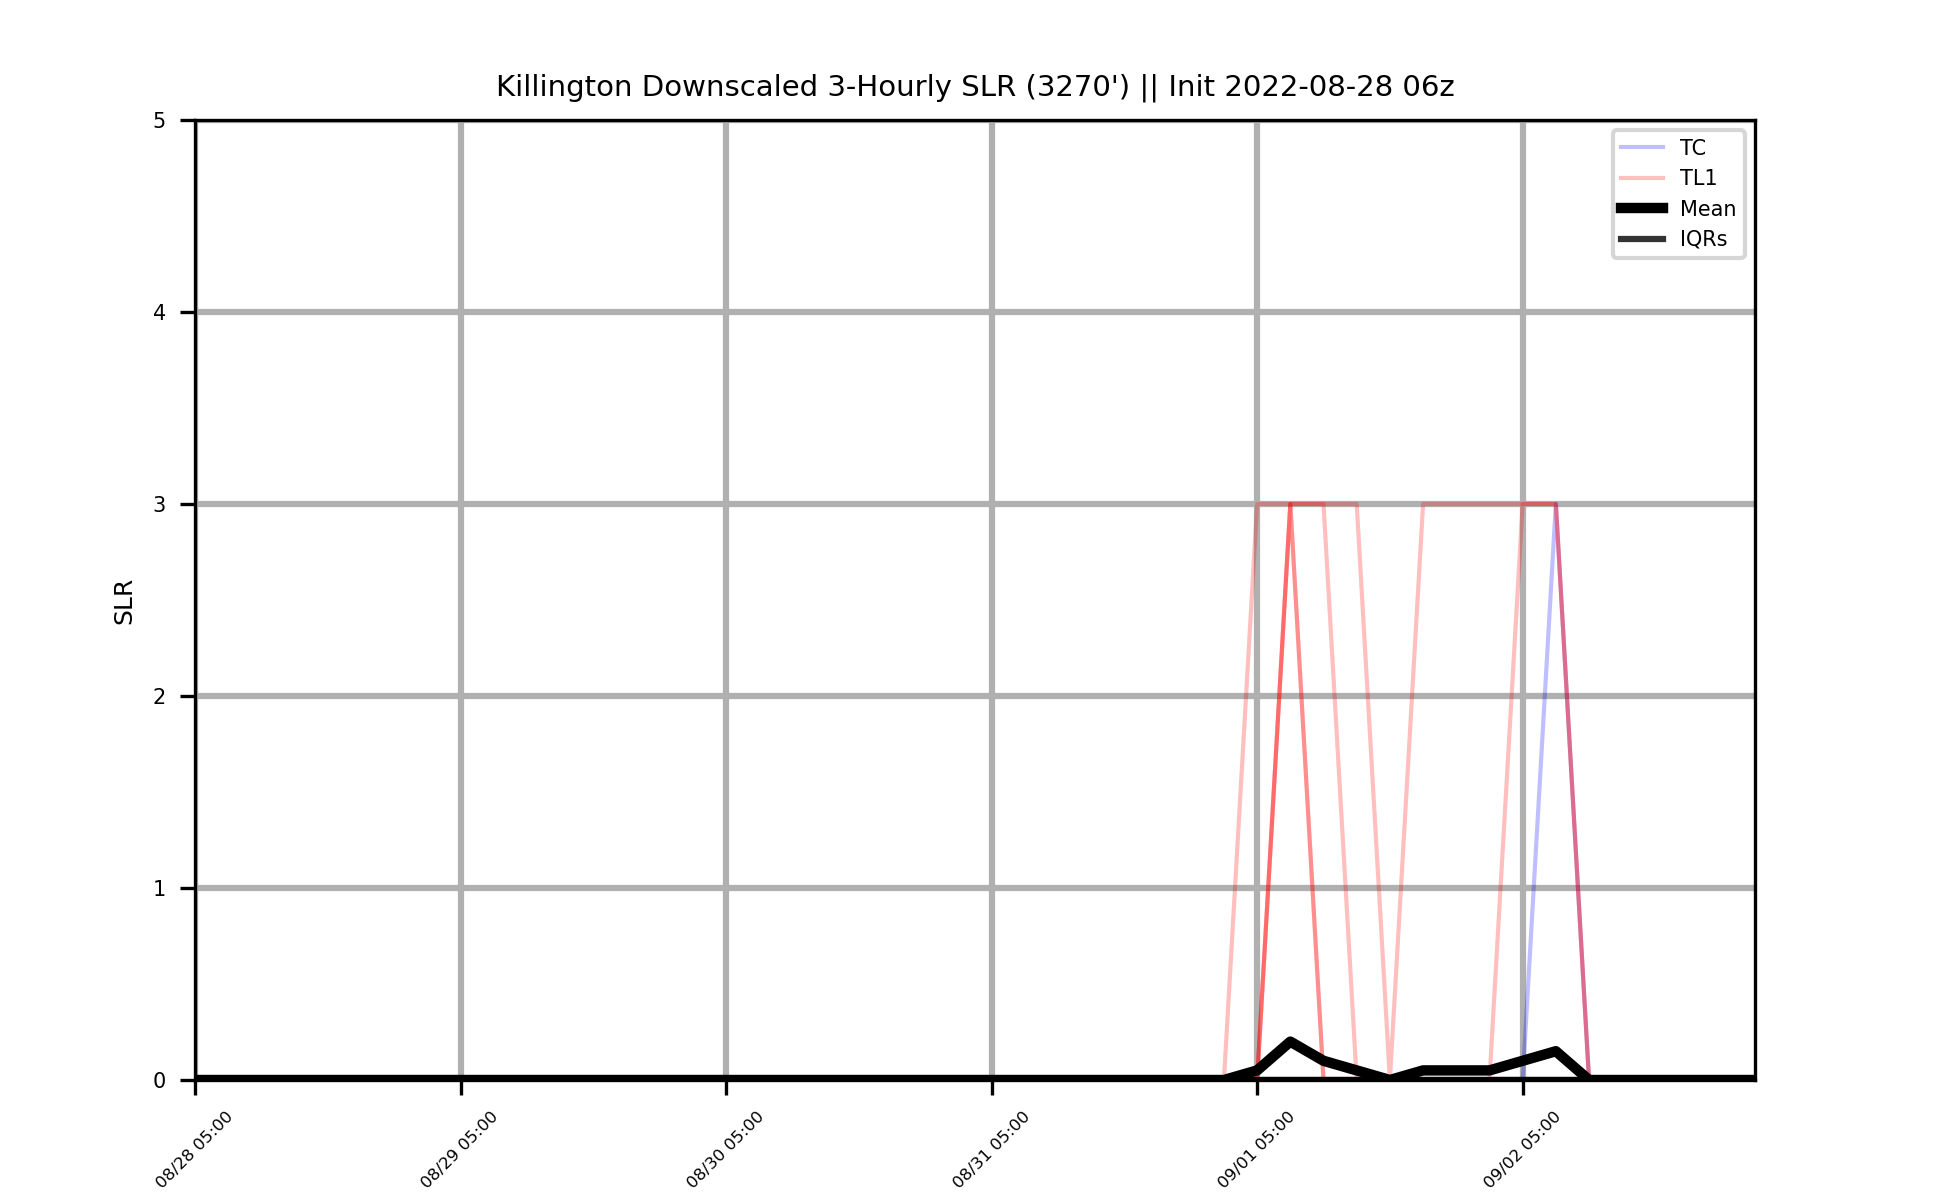 Killington Downscaled 3-Hourly SLR (3270') || Init 2022-08-28 06z
5
4
3
2
1
0
SLR
TC
TL1
Mean
IQRs
08/28 05:00
08/29 05:00
08/30 05:00
08/31 05:00
09/01 05:00
09/02 05:00